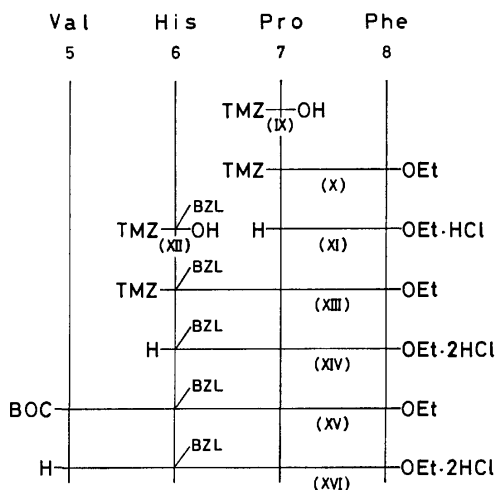 Val His Pro Phe
5 6 7 8
TMZ OH
(IX)
TMZ OEt
(X)
BZL
TMZ OH H OEt·HCl
(XII) (XI)
BZL
TMZ OEt
(XIII)
BZL
H OEt·2HCl
(XIV)
BZL
BOC OEt
(XV)
BZL
H OEt·2HCl
(XVI)